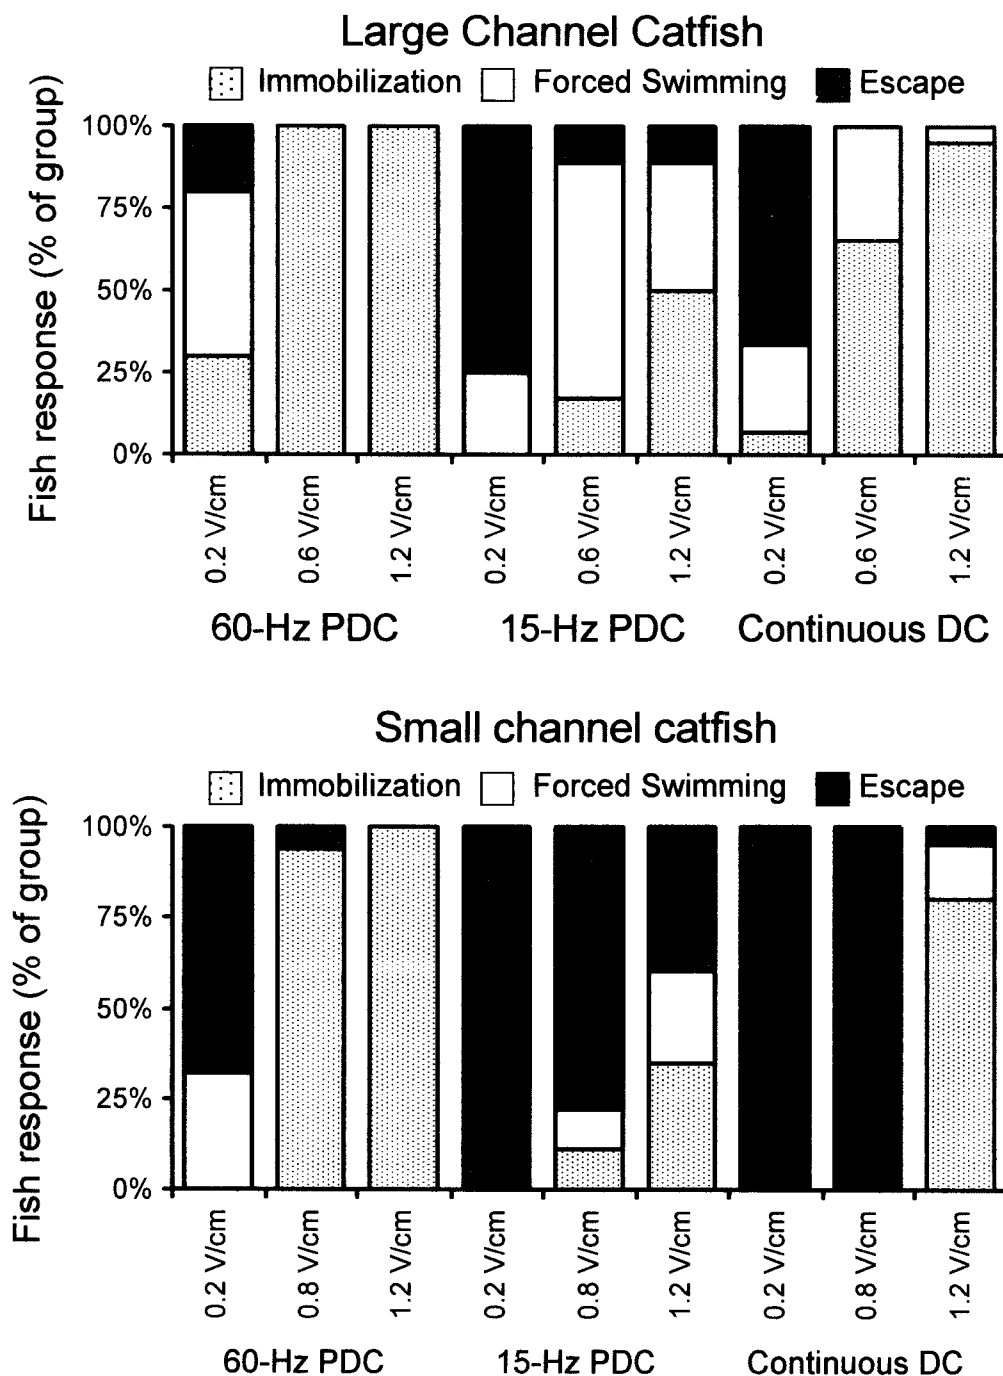 Large Channel Catfish
Immobilization Forced Swimming Escape
Fish response (% of group)
100%
75%
50%
25%
0%
0.2 V/cm 0.6 V/cm 1.2 V/cm 0.2 V/cm 0.6 V/cm 1.2 V/cm 0.2 V/cm 0.6 V/cm 1.2 V/cm
60-Hz PDC 15-Hz PDC Continuous DC
Small channel catfish
Immobilization Forced Swimming Escape
Fish response (% of group)
100%
75%
50%
25%
0%
0.2 V/cm 0.8 V/cm 1.2 V/cm 0.2 V/cm 0.8 V/cm 1.2 V/cm 0.2 V/cm 0.8 V/cm 1.2 V/cm
60-Hz PDC 15-Hz PDC Continuous DC